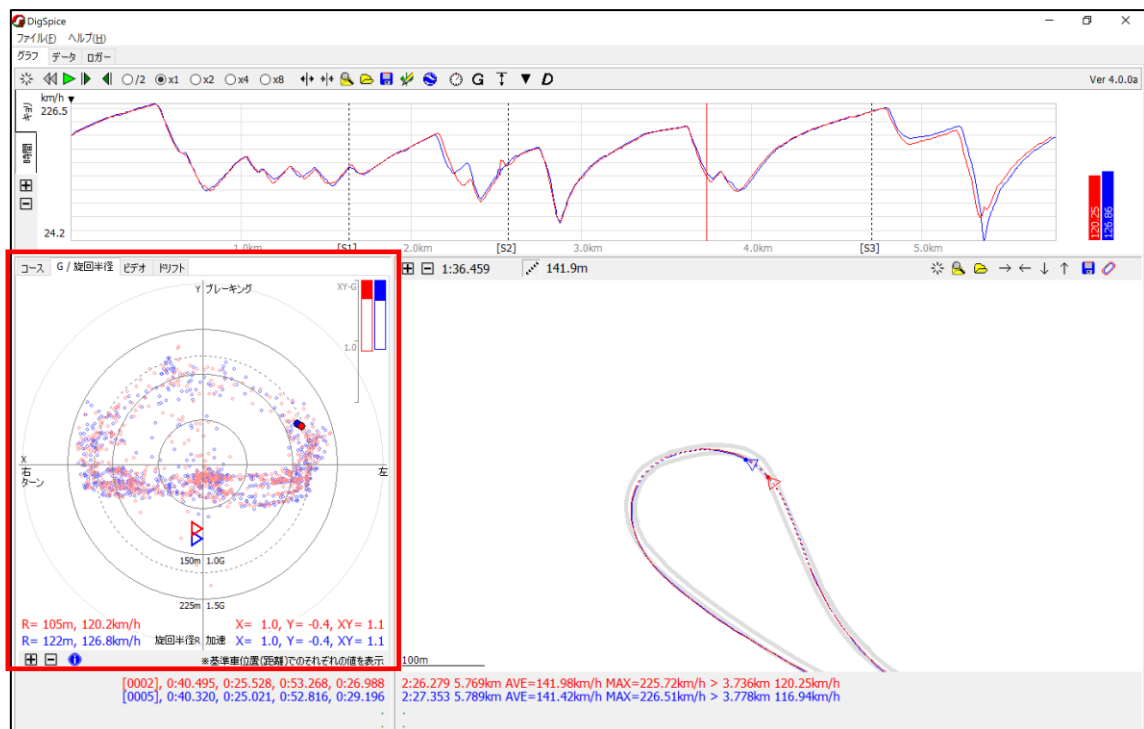 DigSpice
ファイル(F) ヘルプ(H)
グラフ データ ロガー
/2 x1 x2 x4 x8 G D Ver 4.0.0a
km/h
226.5
キョリ
時間
24.2
1.0km [S1] 2.0km [S2] 3.0km 4.0km [S3] 5.0km
120.25 126.86
コース G / 旋回半径 ビデオ ドリフト
1:36.459 141.9m
Y ブレーキング XY-G
1.0
X
右 左
ターン
150m 1.0G
225m 1.5G
R= 105m, 120.2km/h X= 1.0, Y= -0.4, XY= 1.1
R= 122m, 126.8km/h 旋回半径R 加速 X= 1.0, Y= -0.4, XY= 1.1
※基準車位置(距離)でのそれぞれの値を表示
100m
[0002], 0:40.495, 0:25.528, 0:53.268, 0:26.988 2:26.279 5.769km AVE=141.98km/h MAX=225.72km/h > 3.736km 120.25km/h
[0005], 0:40.320, 0:25.021, 0:52.816, 0:29.196 2:27.353 5.789km AVE=141.42km/h MAX=226.51km/h > 3.778km 116.94km/h